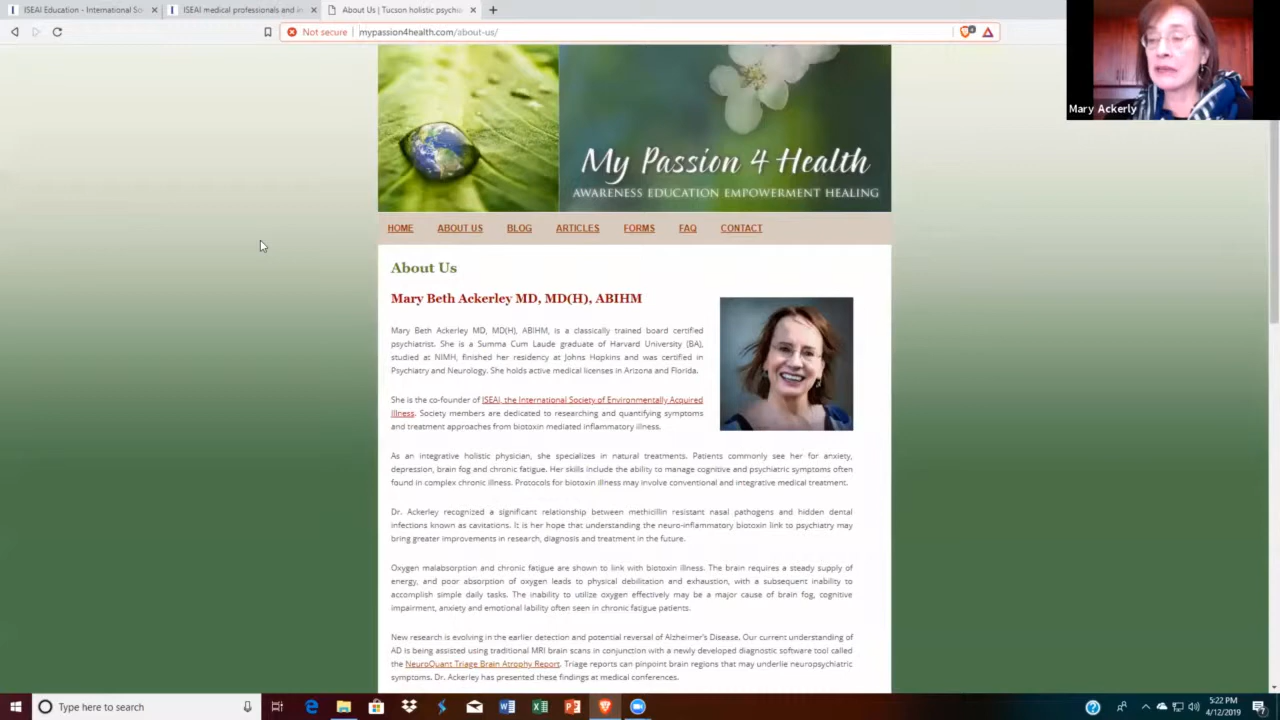 ISEAI Education - International So
ISEAI medical professionals and in
About Us | Tucson holistic psychi
Not secure
mypassion4health.com/about-us/
Mary Ackerly
My Passion 4 Health
AWARENESS EDUCATION EMPOWERMENT HEALING
HOME ABOUT US BLOG ARTICLES FORMS FAQ CONTACT
About Us
Mary Beth Ackerley MD, MD(H), ABIHM
Mary Beth Ackerley MD, MD(H), ABIHM, is a classically trained board certified
psychiatrist. She is a Summa Cum Laude graduate of Harvard University (BA),
studied at NIMH, finished her residency at Johns Hopkins and was certified in
Psychiatry and Neurology. She holds active medical licenses in Arizona and Florida.
She is the co-founder of ISEAI, the International Society of Environmentally Acquired
Illness. Society members are dedicated to researching and quantifying symptoms
and treatment approaches from biotoxin mediated inflammatory illness.
As an integrative holistic physician, she specializes in natural treatments. Patients commonly see her for anxiety,
depression, brain fog and chronic fatigue. Her skills include the ability to manage cognitive and psychiatric symptoms often
found in complex chronic illness. Protocols for biotoxin illness may involve conventional and integrative medical treatment.
Dr. Ackerley recognized a significant relationship between methicillin resistant nasal pathogens and hidden dental
infections known as cavitations. It is her hope that understanding the neuro-inflammatory biotoxin link to psychiatry may
bring greater improvements in research, diagnosis and treatment in the future.
Oxygen malabsorption and chronic fatigue are shown to link with biotoxin illness. The brain requires a steady supply of
energy, and poor absorption of oxygen leads to physical debilitation and exhaustion, with a subsequent inability to
accomplish simple daily tasks. The inability to utilize oxygen effectively may be a major cause of brain fog, cognitive
impairment, anxiety and emotional lability often seen in chronic fatigue patients.
New research is evolving in the earlier detection and potential reversal of Alzheimer's Disease. Our current understanding of
AD is being assisted using traditional MRI brain scans in conjunction with a newly developed diagnostic software tool called
the NeuroQuant Triage Brain Atrophy Report. Triage reports can pinpoint brain regions that may underlie neuropsychiatric
symptoms. Dr. Ackerley has presented these findings at medical conferences.
Type here to search
5:22 PM
4/12/2019